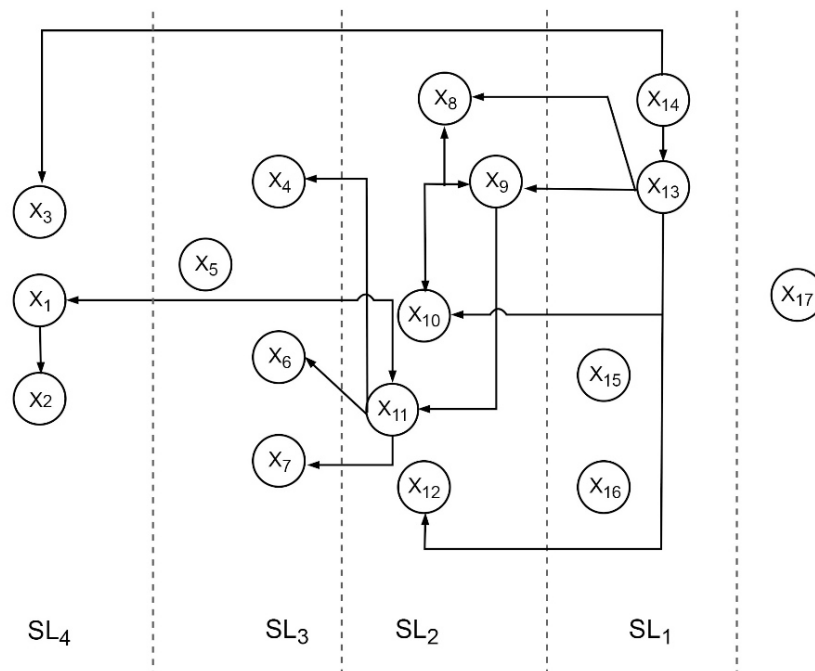 X₁₄
X₈
X₄
X₉
X₁₃
X₃
X₅
X₁
X₁₀
X₁₇
X₆
X₁₅
X₂
X₁₁
X₇
X₁₂
X₁₆
SL₄ SL₃ SL₂ SL₁